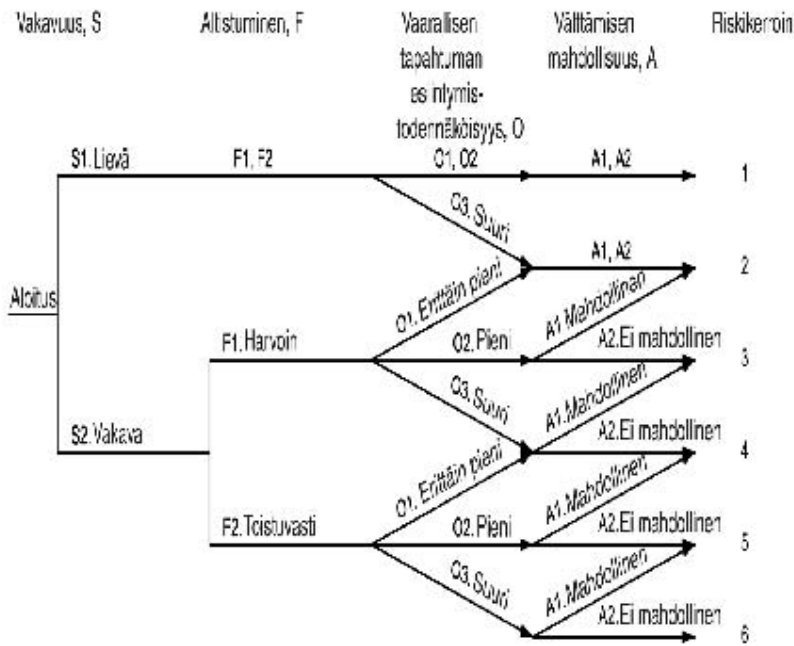 Vakavuus, S
Altistuminen, F
Vaarallisen
tapahtuman
esiintymis-
todennäköisyys, O
Välttämisen
mahdollisuus, A
Riskikerroin
S1. Lievä
F1, F2
O1, O2
A1, A2
1
O3. Suuri
A1, A2
2
Aloitus
O1. Erittäin pieni
A1. Mahdollinen
F1. Harvoin
O2. Pieni
A2. Ei mahdollinen
3
O3. Suuri
A1. Mahdollinen
S2. Vakava
A2. Ei mahdollinen
4
O1. Erittäin pieni
A1. Mahdollinen
F2. Toistuvasti
O2. Pieni
A2. Ei mahdollinen
5
O3. Suuri
A1. Mahdollinen
A2. Ei mahdollinen
6